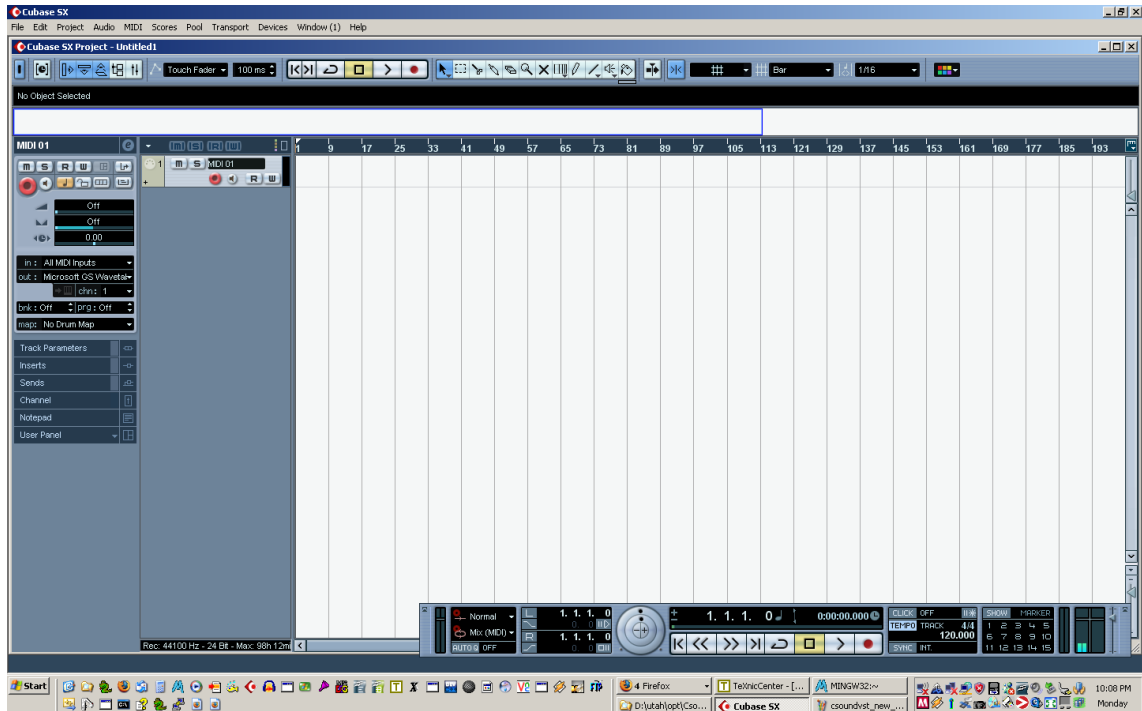 Cubase SX
File Edit Project Audio MIDI Scores Pool Transport Devices Window (1) Help
Cubase SX Project - Untitled1
Touch Fader 100 ms Bar 1/16
No Object Selected
MIDI 01
1 9 17 25 33 41 49 57 65 73 81 89 97 105 113 121 129 137 145 153 161 169 177 185 193
m S R W
1 m S MIDI 01
R W
Off
Off
0.00
in : All MIDI Inputs
out : Microsoft GS Waveta
chn : 1
bnk : Off prg : Off
map: No Drum Map
Track Parameters
Inserts
Sends
Channel
Notepad
User Panel
Normal L 1. 1. 1. 0 1. 1. 1. 0 0:00:00.000 CLICK OFF SHOW MARKER
Mix (MIDI) R 1. 1. 1. 0 TEMPO TRACK 4/4 1 2 3 4 5
120.000 6 7 8 9 10
AUTO Q OFF SYNC INT. 11 12 13 14 15
Rec: 44100 Hz - 24 Bit - Max: 98h 12mi
Start 4 Firefox TeXnicCenter - [... MINGW32:~ 10:08 PM
D:\utah\opt\Cso... Cubase SX csoundvst_new_... Monday